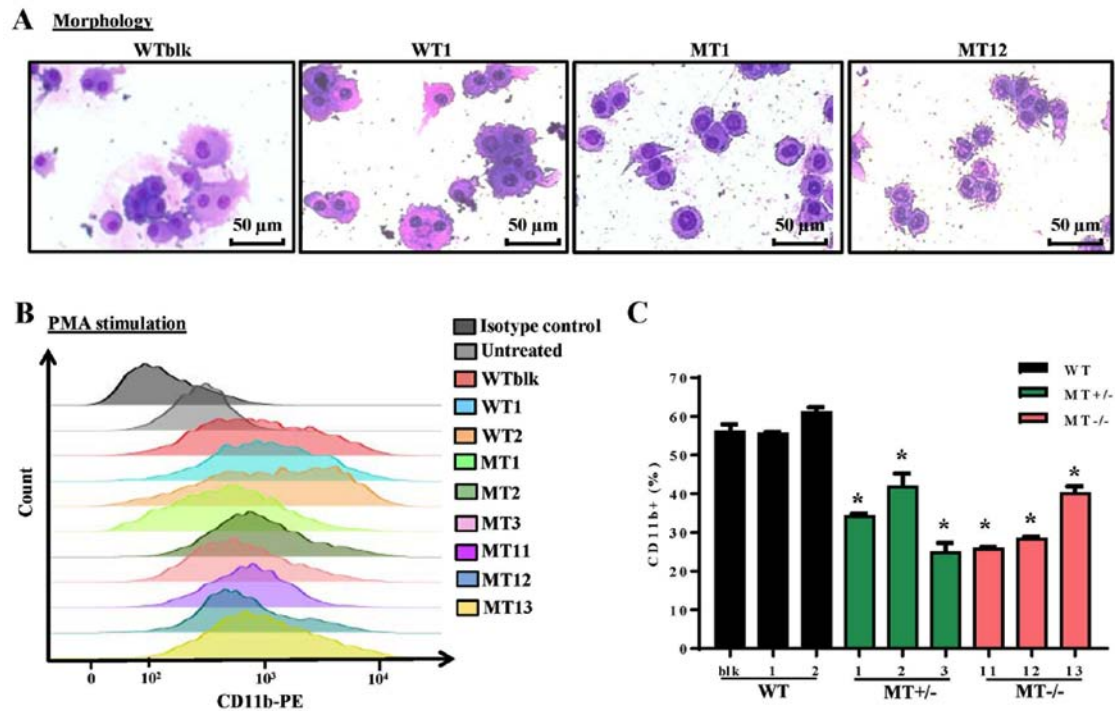 A Morphology
WTblk WT1 MT1 MT12
50 μm 50 μm 50 μm 50 μm
B PMA stimulation
Count
0 10² 10³ 10⁴
CD11b-PE
Isotype control
Untreated
WTblk
WT1
WT2
MT1
MT2
MT3
MT11
MT12
MT13
C
WT
MT+/-
MT-/-
CD11b+ (%)
70
60
50
40
30
20
10
0
* * * * * *
blk 1 2 1 2 3 11 12 13
WT MT+/- MT-/-